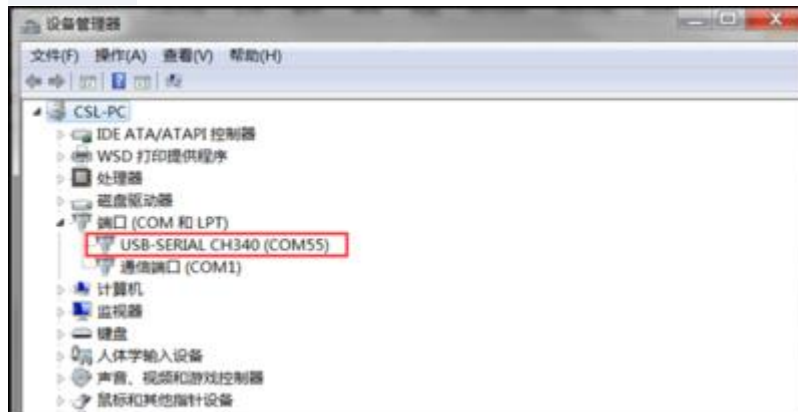 设备管理器
文件(F) 操作(A) 查看(V) 帮助(H)
CSL-PC
IDE ATA/ATAPI 控制器
WSD 打印提供程序
处理器
磁盘驱动器
端口 (COM 和 LPT)
USB-SERIAL CH340 (COM55)
通信端口 (COM1)
计算机
监视器
键盘
人体学输入设备
声音、视频和游戏控制器
鼠标和其他指针设备